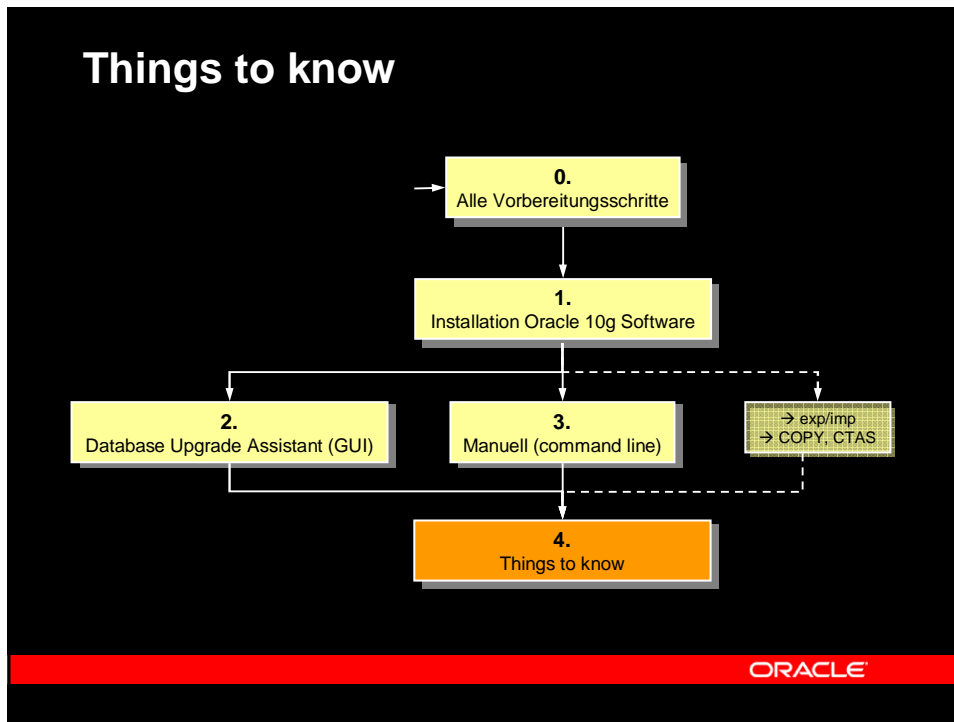 Things to know
0.
Alle Vorbereitungsschritte
1.
Installation Oracle 10g Software
2.
Database Upgrade Assistant (GUI)
3.
Manuell (command line)
→ exp/imp
→ COPY, CTAS
4.
Things to know
ORACLE